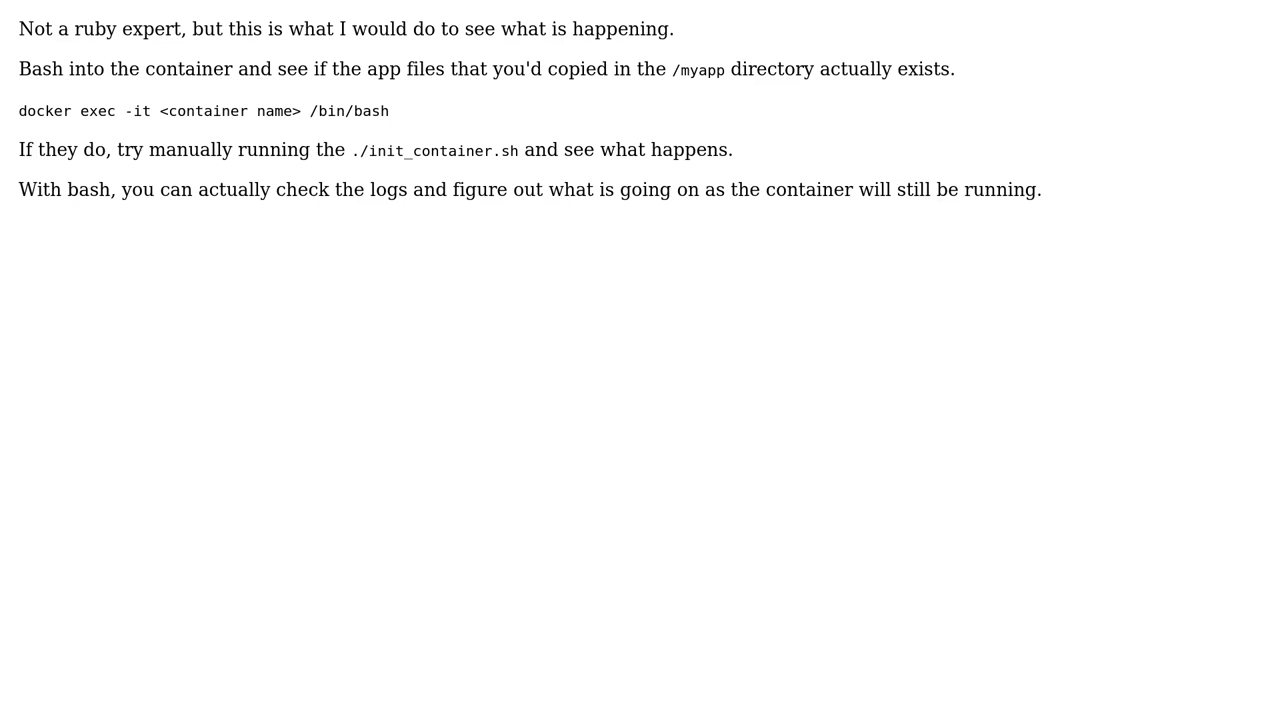 Not a ruby expert, but this is what I would do to see what is happening.
Bash into the container and see if the app files that you'd copied in the /myapp directory actually exists.
docker exec -it <container name> /bin/bash
If they do, try manually running the ./init_container.sh and see what happens.
With bash, you can actually check the logs and figure out what is going on as the container will still be running.